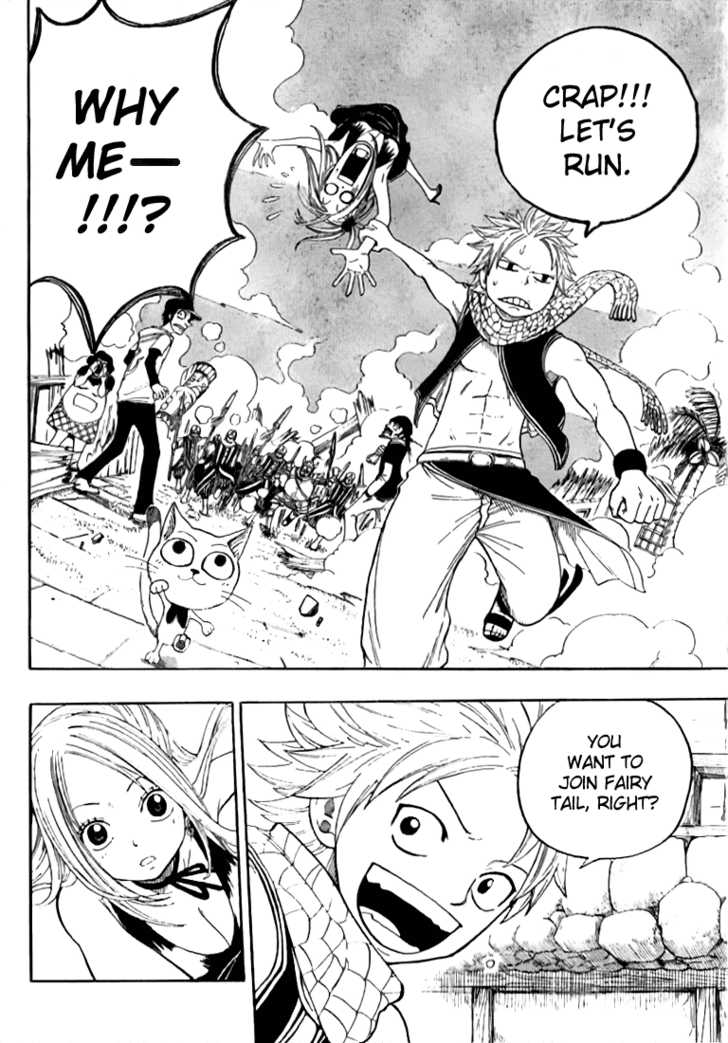 CRAP!!!
LET'S
RUN.
WHY
ME—
!!!?
YOU
WANT TO
JOIN FAIRY
TAIL, RIGHT?